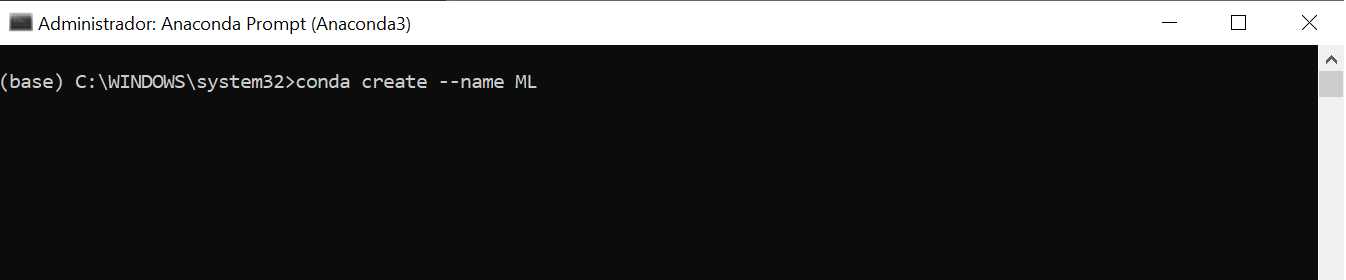 Administrador: Anaconda Prompt (Anaconda3)
(base) C:\WINDOWS\system32>conda create --name ML